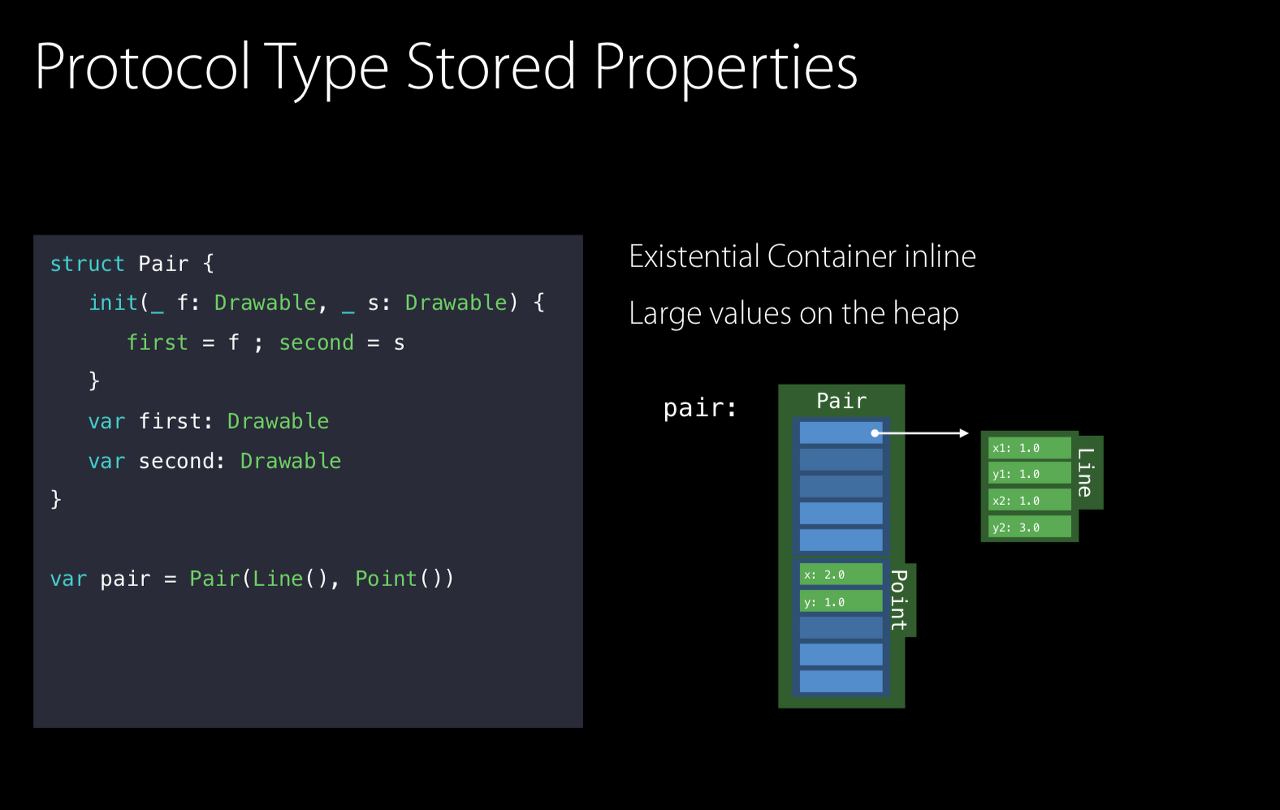 Protocol Type Stored Properties
struct Pair {
   init(_ f: Drawable, _ s: Drawable) {
      first = f ; second = s
   }
   var first: Drawable
   var second: Drawable
}
var pair = Pair(Line(), Point())
Existential Container inline
Large values on the heap
pair:
Pair
x: 2.0
y: 1.0
Point
x1: 1.0
y1: 1.0
x2: 1.0
y2: 3.0
Line